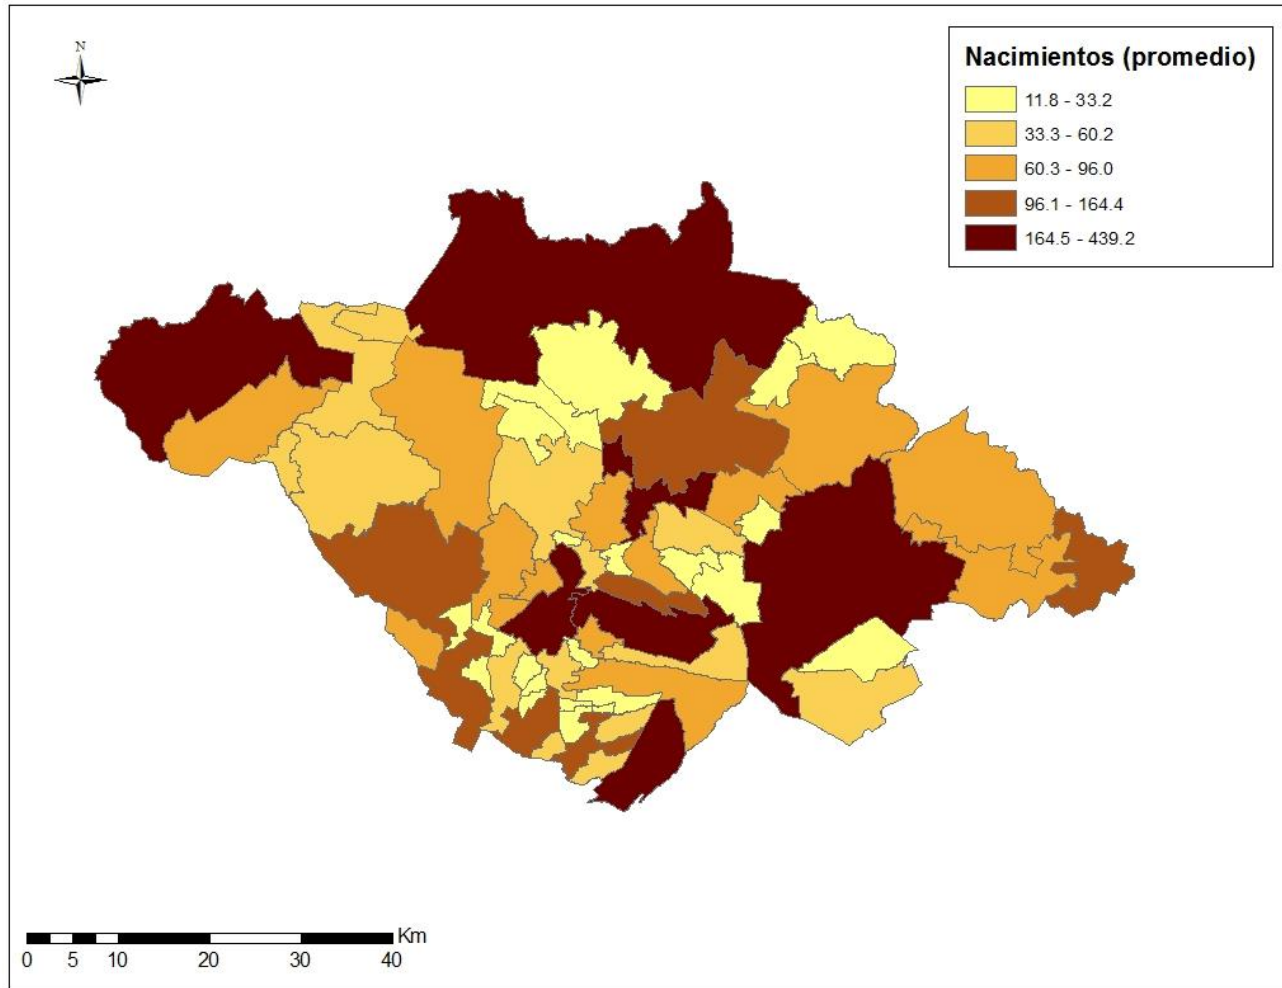 N
Nacimientos (promedio)
11.8 - 33.2
33.3 - 60.2
60.3 - 96.0
96.1 - 164.4
164.5 - 439.2
Km
0 5 10 20 30 40